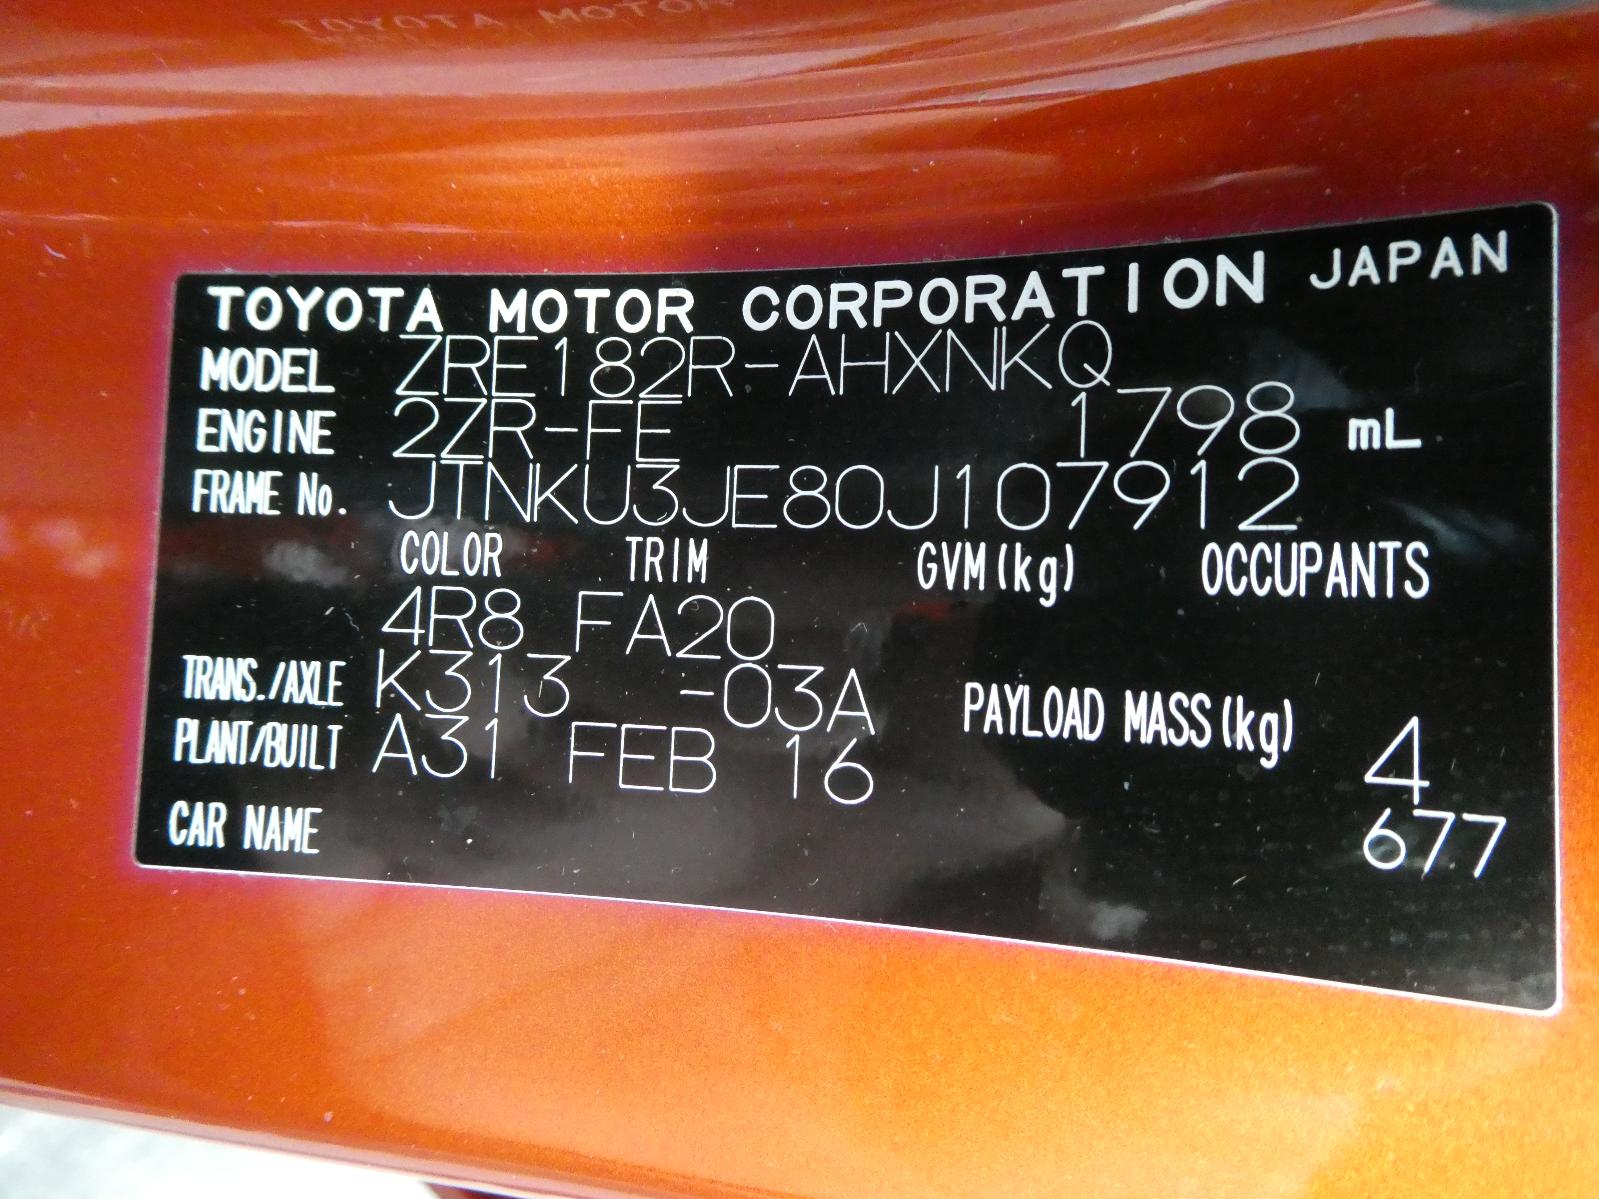 TOYOTA MOTOR
TOYOTA MOTOR CORPORATION JAPAN
MODEL ZRE182R-AHXNKQ
ENGINE 2ZR-FE 1798 mL
FRAME No. JTNKU3JE80J107912
COLOR TRIM GVM(kg) OCCUPANTS
4R8 FA20
TRANS./AXLE K313 -03A
PAYLOAD MASS(kg) 4
PLANT/BUILT A31 FEB 16
677
CAR NAME